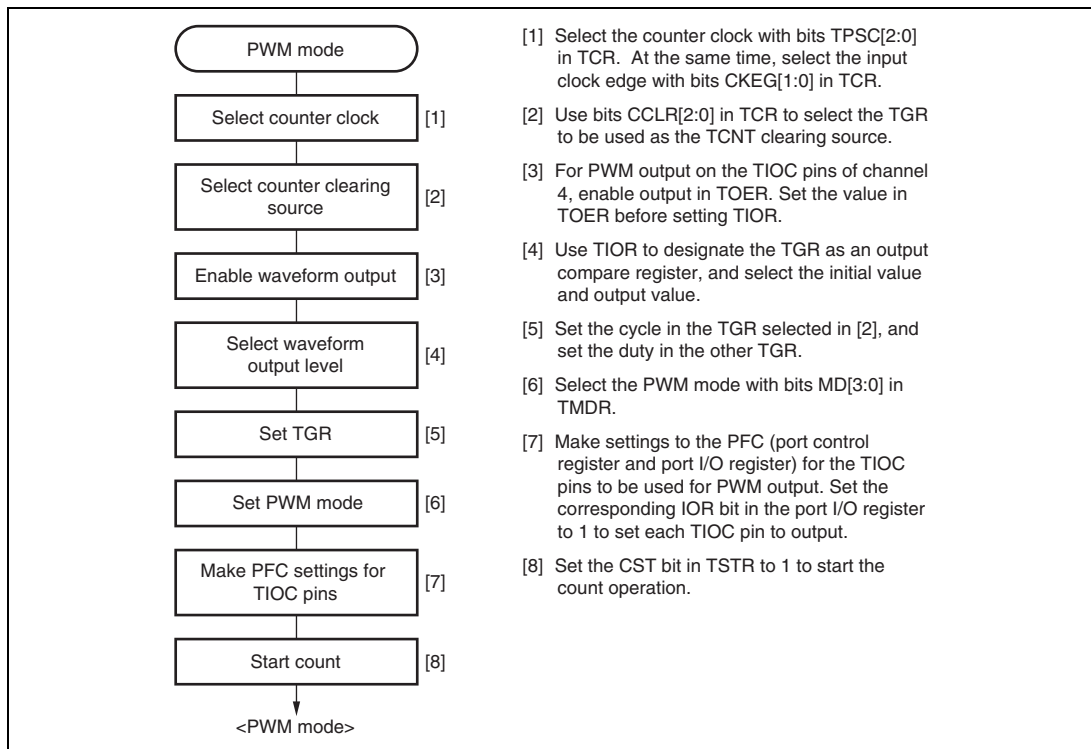 PWM mode
Select counter clock
[1]
Select counter clearing
source
[2]
Enable waveform output
[3]
Select waveform
output level
[4]
Set TGR
[5]
Set PWM mode
[6]
Make PFC settings for
TIOC pins
[7]
Start count
[8]
<PWM mode>
[1] Select the counter clock with bits TPSC[2:0]
in TCR. At the same time, select the input
clock edge with bits CKEG[1:0] in TCR.
[2] Use bits CCLR[2:0] in TCR to select the TGR
to be used as the TCNT clearing source.
[3] For PWM output on the TIOC pins of channel
4, enable output in TOER. Set the value in
TOER before setting TIOR.
[4] Use TIOR to designate the TGR as an output
compare register, and select the initial value
and output value.
[5] Set the cycle in the TGR selected in [2], and
set the duty in the other TGR.
[6] Select the PWM mode with bits MD[3:0] in
TMDR.
[7] Make settings to the PFC (port control
register and port I/O register) for the TIOC
pins to be used for PWM output. Set the
corresponding IOR bit in the port I/O register
to 1 to set each TIOC pin to output.
[8] Set the CST bit in TSTR to 1 to start the
count operation.